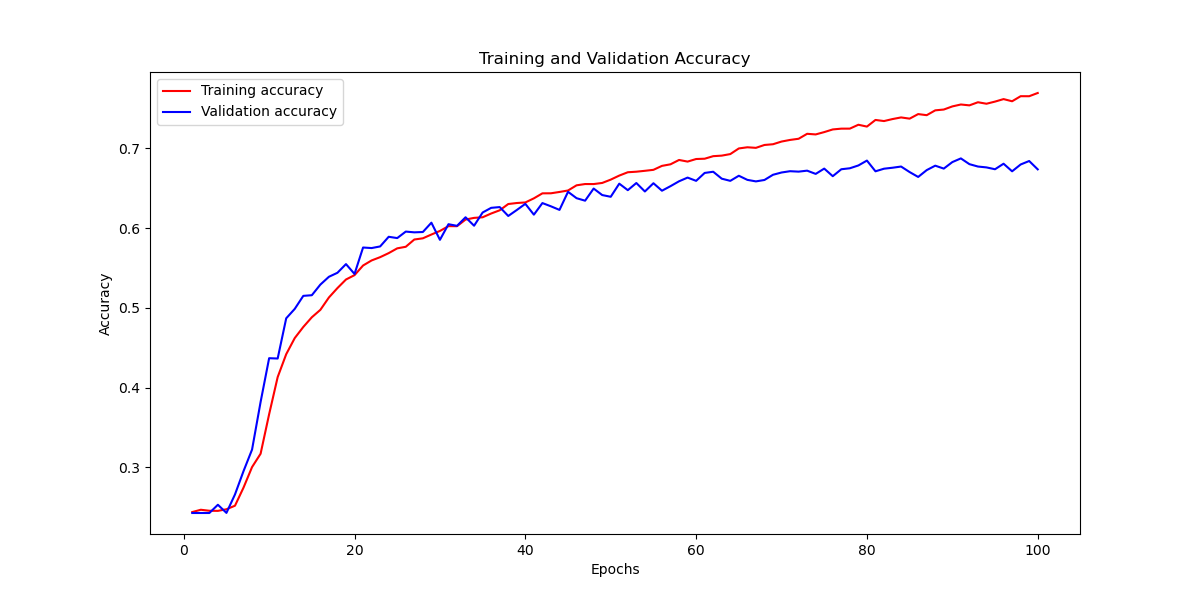 Training and Validation Accuracy
Training accuracy
Validation accuracy
Accuracy
0.7
0.6
0.5
0.4
0.3
0
20
40
60
80
100
Epochs